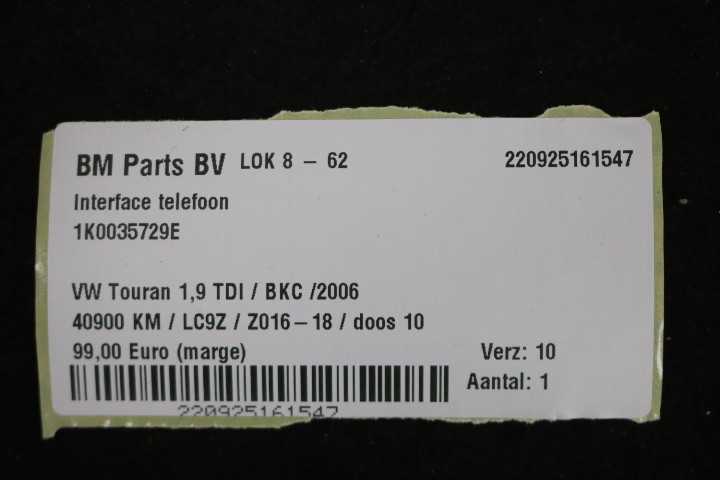 BM Parts BV LOK 8 - 62 220925161547
Interface telefoon
1K0035729E
VW Touran 1,9 TDI / BKC /2006
40900 KM / LC9Z / Z016-18 / doos 10
99,00 Euro (marge) Verz: 10
Aantal: 1
220925161547